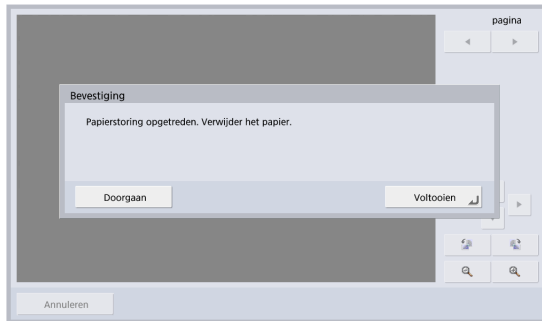 pagina
Bevestiging
Papierstoring opgetreden. Verwijder het papier.
Doorgaan
Voltooien
Annuleren